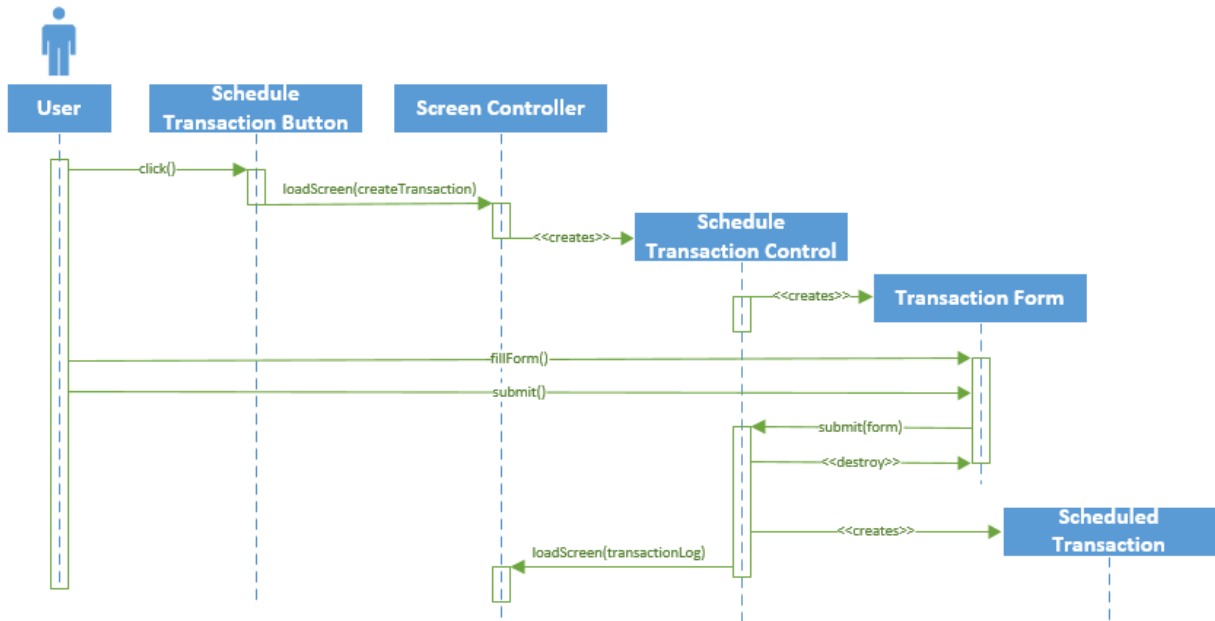 User
Schedule
Transaction Button
Screen Controller
click()
loadScreen(createTransaction)
Schedule
Transaction Control
<<creates>>
<<creates>>
Transaction Form
fillForm()
submit()
submit(form)
<<destroy>>
Scheduled
Transaction
<<creates>>
loadScreen(transactionLog)